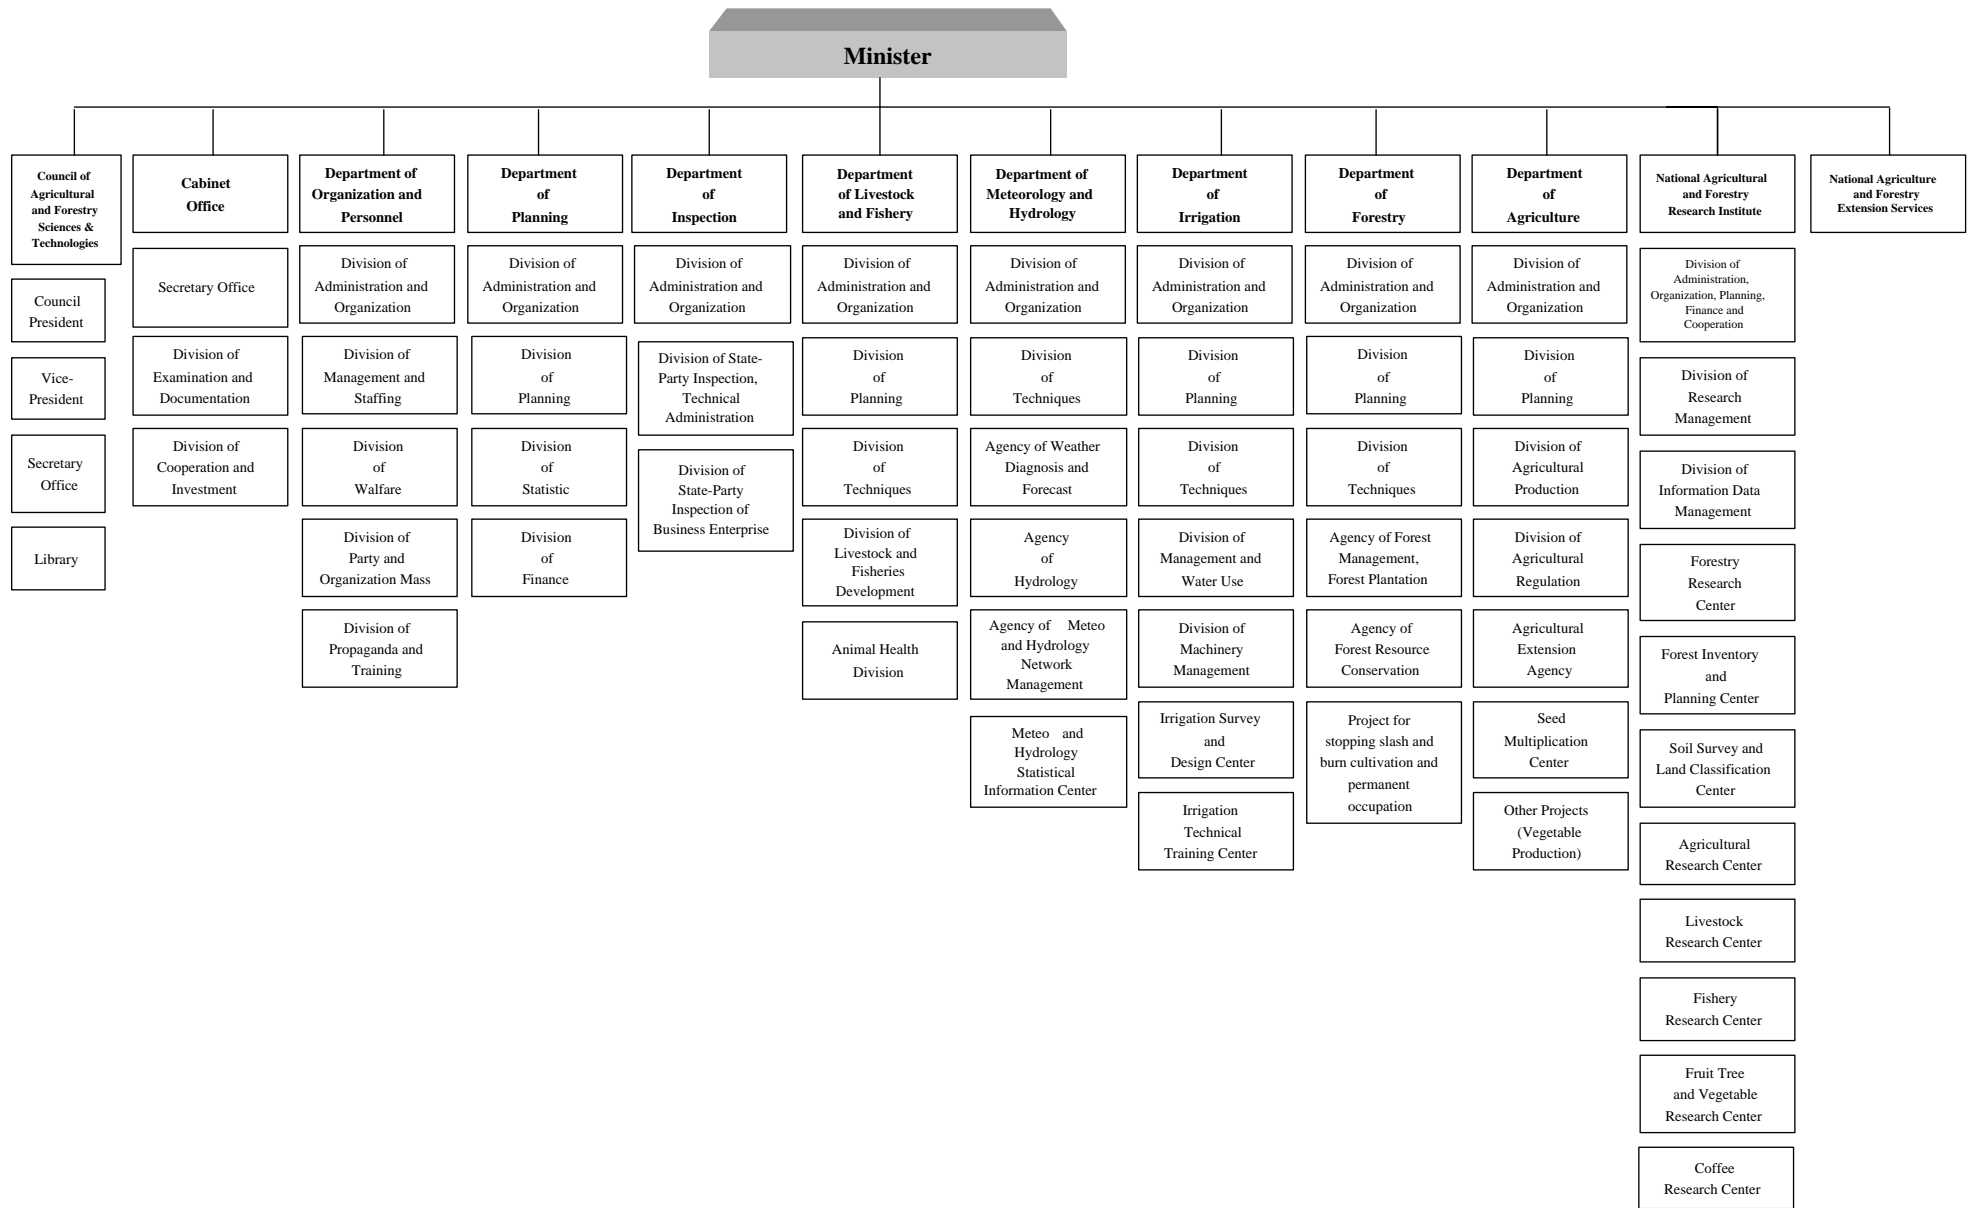 Minister
Council of
Agricultural
and Forestry
Sciences &
Technologies
Council
President
Vice-
President
Secretary
Office
Library
Cabinet
Office
Secretary Office
Division of
Examination and
Documentation
Division of
Cooperation and
Investment
Department of
Organization and
Personnel
Division of
Administration and
Organization
Division of
Management and
Staffing
Division
of
Welfare
Division of
Party and
Organization Mass
Division of
Propaganda and
Training
Department
of
Planning
Division of
Administration and
Organization
Division
of
Planning
Division
of
Statistic
Division
of
Finance
Department
of
Inspection
Division of
Administration and
Organization
Division of State-
Party Inspection,
Technical
Administration
Division of
State-Party
Inspection of
Business Enterprise
Department
of Livestock
and Fishery
Division of
Administration and
Organization
Division
of
Planning
Division
of
Techniques
Division of
Livestock and
Fisheries
Development
Animal Health
Division
Department of
Meteorology and
Hydrology
Division of
Administration and
Organization
Division
of
Techniques
Agency of Weather
Diagnosis and
Forecast
Agency
of
Hydrology
Agency of Meteo
and Hydrology
Network
Management
Meteo and
Hydrology
Statistical
Information Center
Department
of
Irrigation
Division of
Administration and
Organization
Division
of
Planning
Division
of
Techniques
Division of
Management and
Water Use
Division of
Machinery
Management
Irrigation Survey
and
Design Center
Irrigation
Technical
Training Center
Department
of
Forestry
Division of
Administration and
Organization
Division
of
Planning
Division
of
Techniques
Agency of Forest
Management,
Forest Plantation
Agency of
Forest Resource
Conservation
Project for
stopping slash and
burn cultivation and
permanent
occupation
Department
of
Agriculture
Division of
Administration and
Organization
Division
of
Planning
Division of
Agricultural
Production
Division of
Agricultural
Regulation
Agricultural
Extension
Agency
Seed
Multiplication
Center
Other Projects
(Vegetable
Production)
National Agricultural
and Forestry
Research Institute
Division of
Administration,
Organization, Planning,
Finance and
Cooperation
Division of
Research
Management
Division of
Information Data
Management
Forestry
Research
Center
Forest Inventory
and
Planning Center
Soil Survey and
Land Classification
Center
Agricultural
Research Center
Livestock
Research Center
Fishery
Research Center
Fruit Tree
and Vegetable
Research Center
Coffee
Research Center
National Agriculture
and Forestry
Extension Services